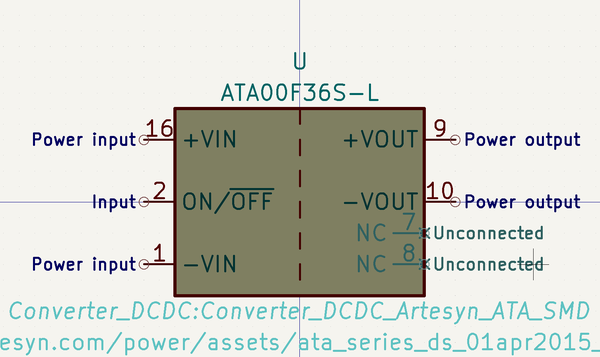 U
ATA00F36S-L
Power input 16 +VIN +VOUT 9 Power output
Input 2 ON/OFF -VOUT 10 Power output
NC 7 Unconnected
Power input 1 -VIN NC 8 Unconnected
Converter_DCDC:Converter_DCDC_Artesyn_ATA_SMD
esyn.com/power/assets/ata_series_ds_01apr2015_